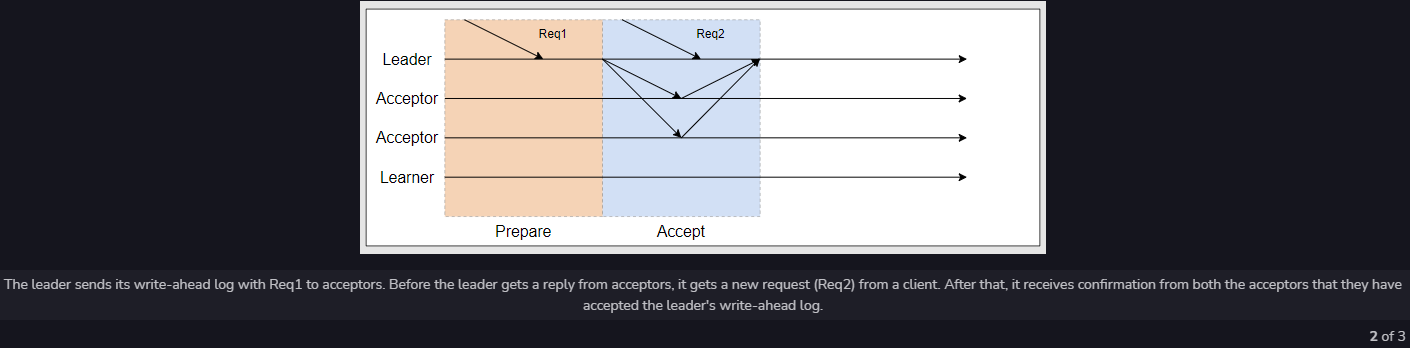 Req1
Req2
Leader
Acceptor
Acceptor
Learner
Prepare
Accept
The leader sends its write-ahead log with Req1 to acceptors. Before the leader gets a reply from acceptors, it gets a new request (Req2) from a client. After that, it receives confirmation from both the acceptors that they have
accepted the leader's write-ahead log.
2 of 3